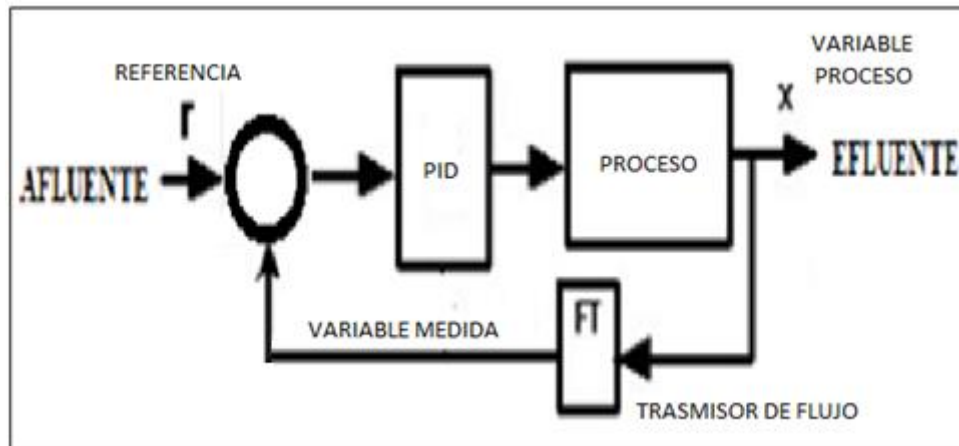 REFERENCIA
VARIABLE
PROCESO
r
x
AFLUENTE
PID
PROCESO
EFLUENTE
VARIABLE MEDIDA
FT
TRASMISOR DE FLUJO